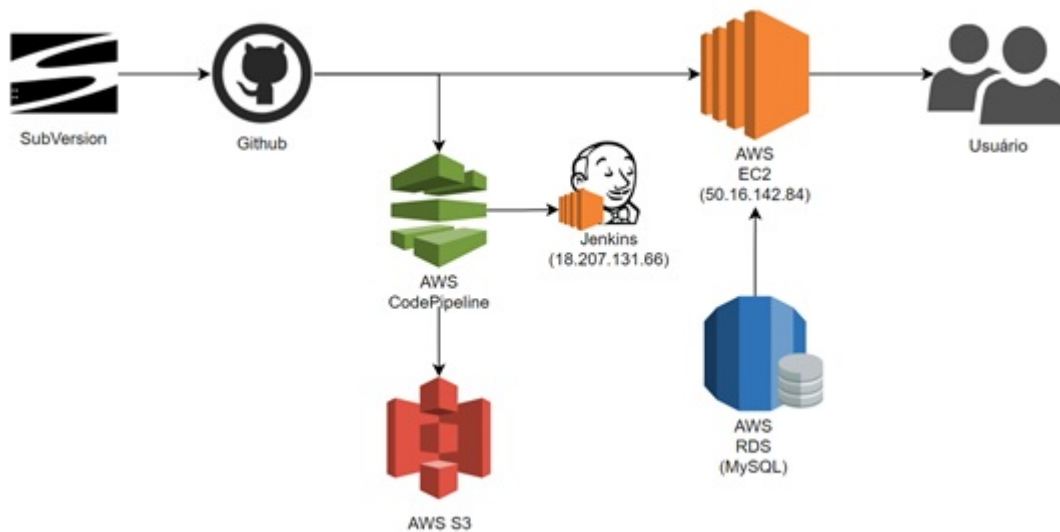 SubVersion
Github
AWS
EC2
(50.16.142.84)
Usuário
Jenkins
(18.207.131.66)
AWS
CodePipeline
AWS
RDS
(MySQL)
AWS S3